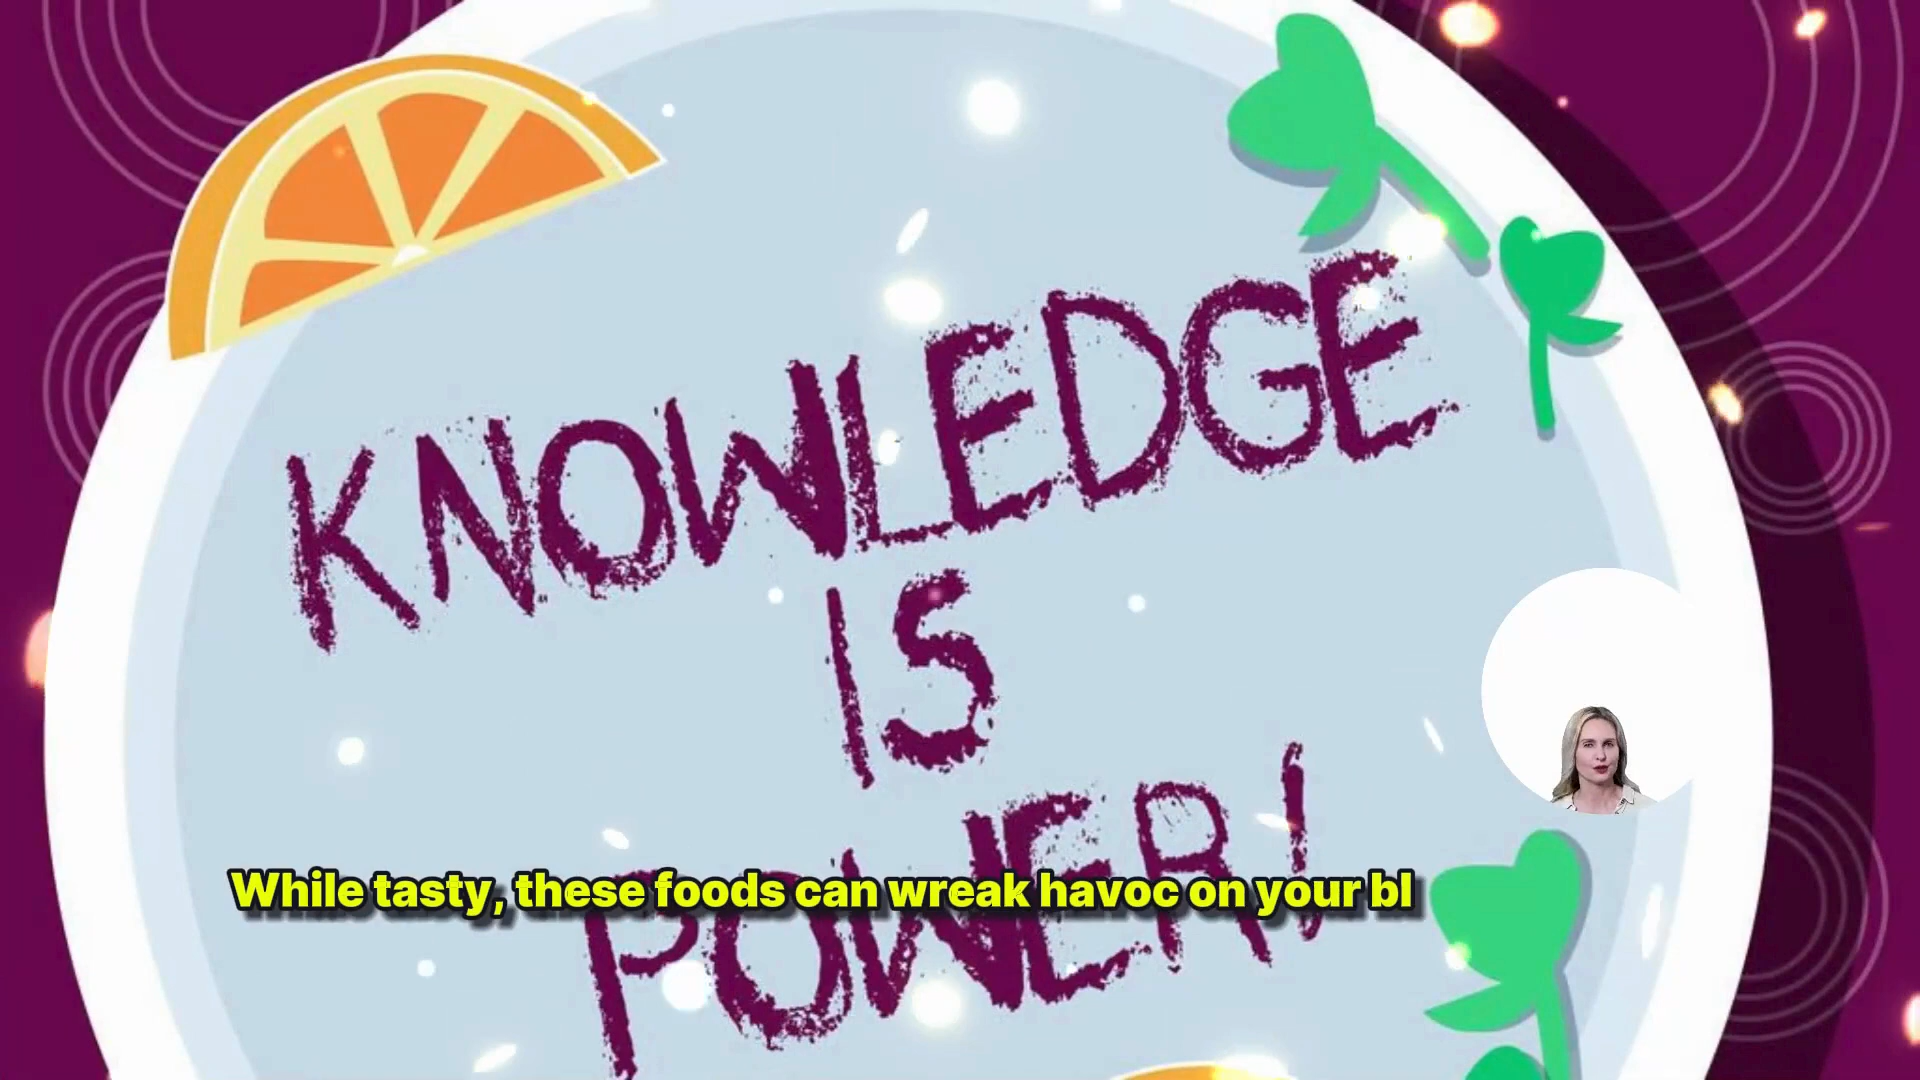 KNOWLEDGE
IS
POWER!
While tasty, these foods can wreak havoc on your bl